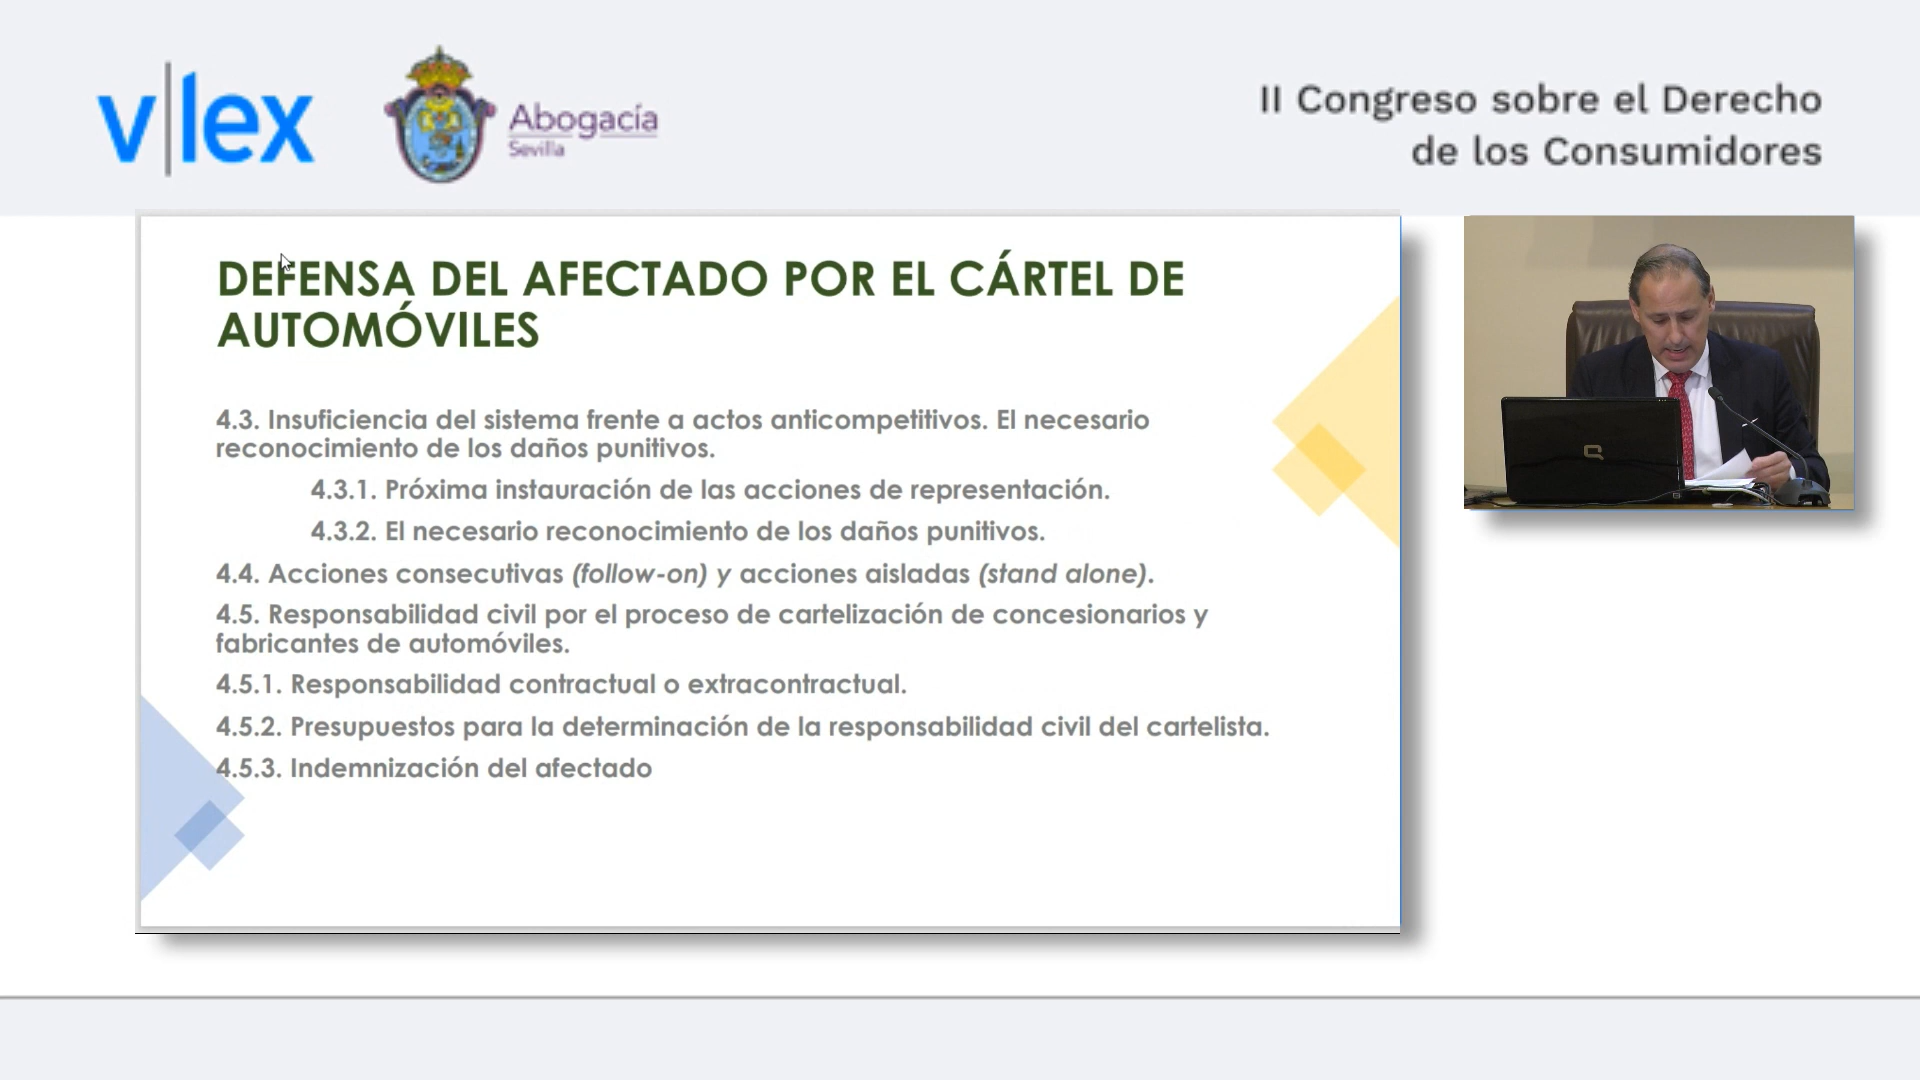 v|lex
Abogacía
Sevilla
II Congreso sobre el Derecho
de los Consumidores
DEFENSA DEL AFECTADO POR EL CÁRTEL DE
AUTOMÓVILES
4.3. Insuficiencia del sistema frente a actos anticompetitivos. El necesario
reconocimiento de los daños punitivos.
4.3.1. Próxima instauración de las acciones de representación.
4.3.2. El necesario reconocimiento de los daños punitivos.
4.4. Acciones consecutivas (follow-on) y acciones aisladas (stand alone).
4.5. Responsabilidad civil por el proceso de cartelización de concesionarios y
fabricantes de automóviles.
4.5.1. Responsabilidad contractual o extracontractual.
4.5.2. Presupuestos para la determinación de la responsabilidad civil del cartelista.
4.5.3. Indemnización del afectado